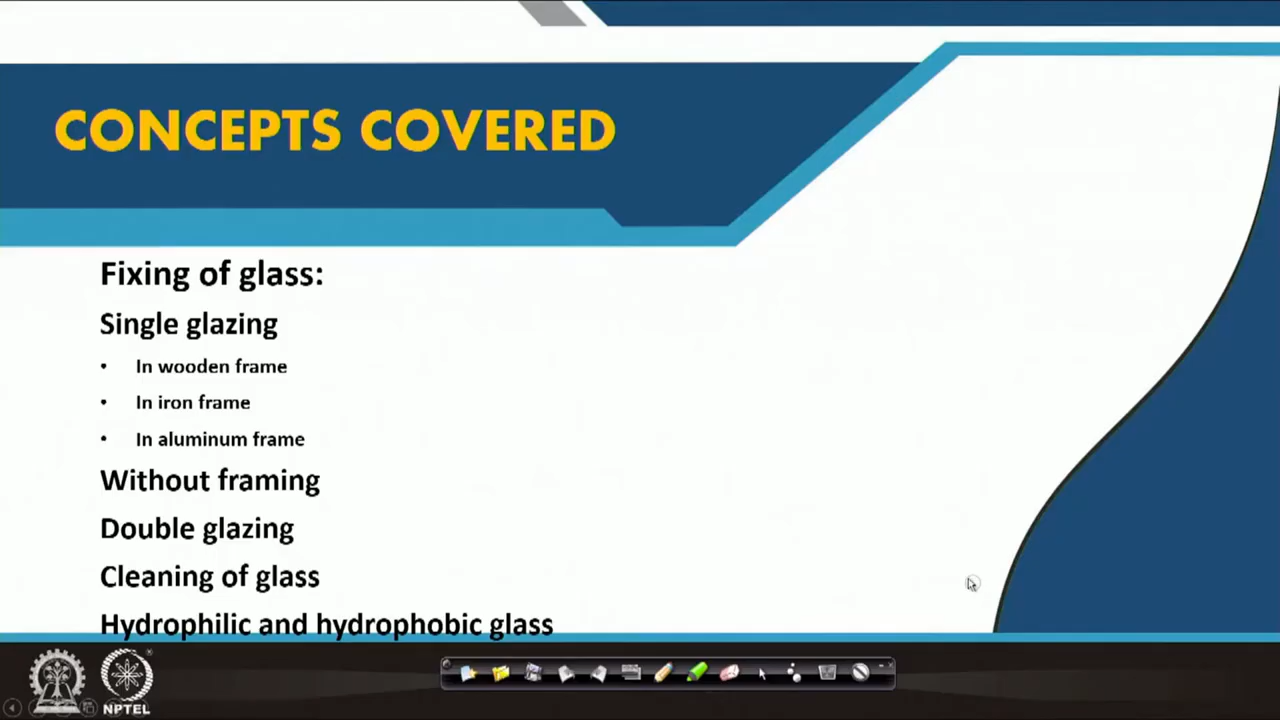 CONCEPTS COVERED
Fixing of glass:
Single glazing
• In wooden frame
• In iron frame
• In aluminum frame
Without framing
Double glazing
Cleaning of glass
Hydrophilic and hydrophobic glass
NPTEL